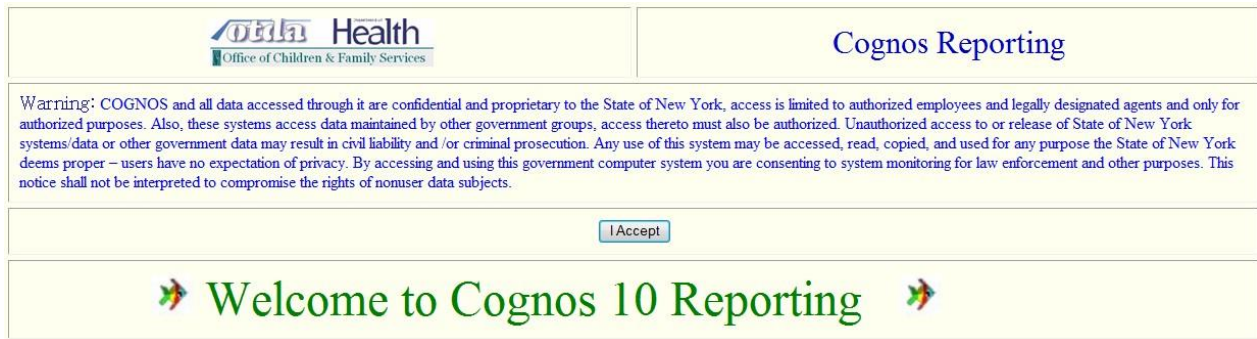 otda Health
Office of Children & Family Services
Cognos Reporting
Warning: COGNOS and all data accessed through it are confidential and proprietary to the State of New York, access is limited to authorized employees and legally designated agents and only for
authorized purposes. Also, these systems access data maintained by other government groups, access thereto must also be authorized. Unauthorized access to or release of State of New York
systems/data or other government data may result in civil liability and /or criminal prosecution. Any use of this system may be accessed, read, copied, and used for any purpose the State of New York
deems proper – users have no expectation of privacy. By accessing and using this government computer system you are consenting to system monitoring for law enforcement and other purposes. This
notice shall not be interpreted to compromise the rights of nonuser data subjects.
I Accept
Welcome to Cognos 10 Reporting